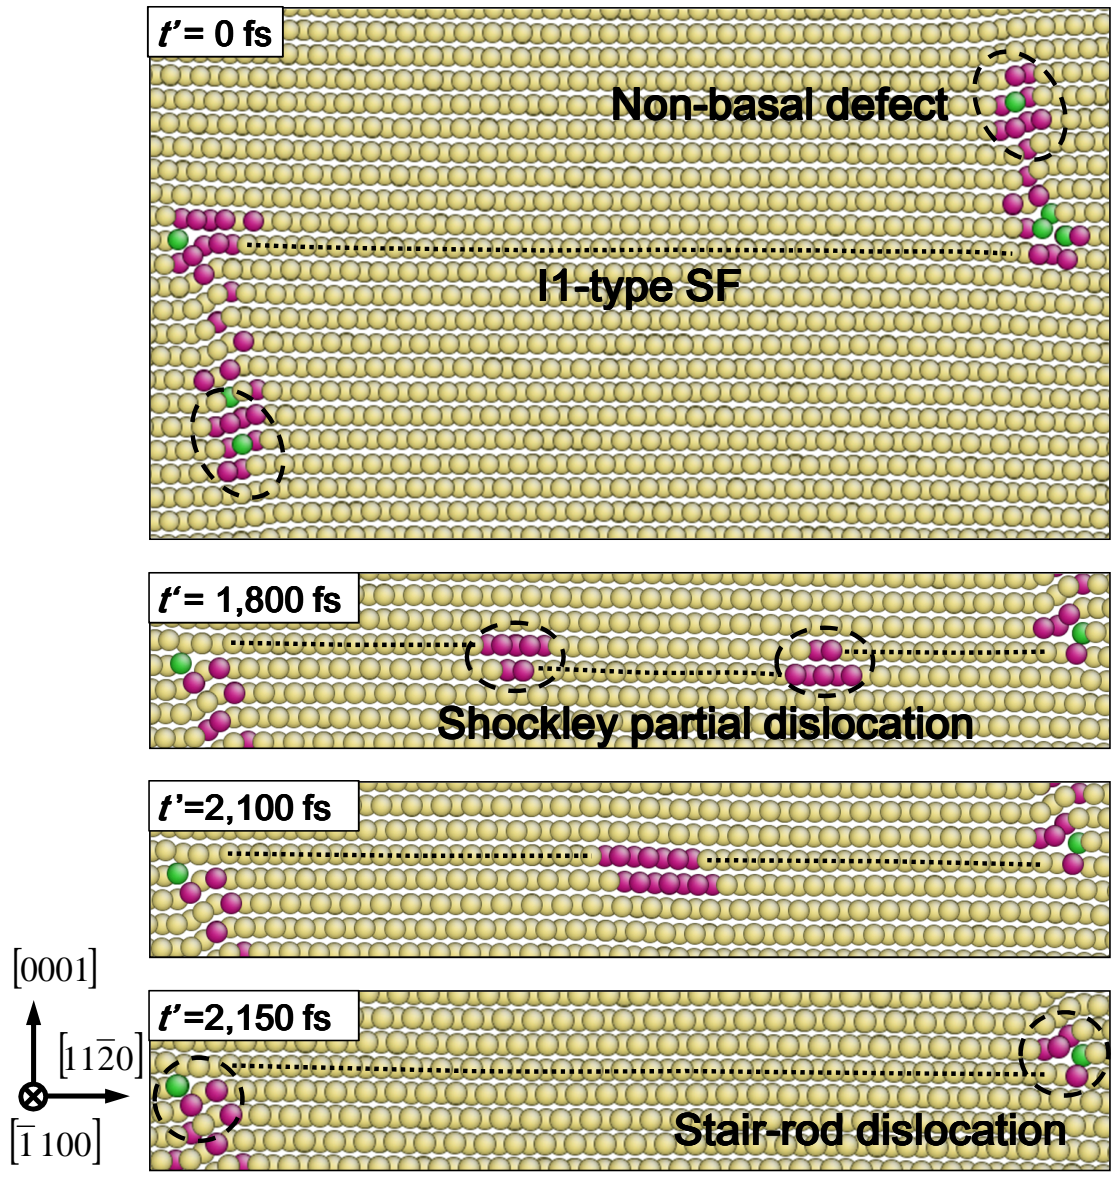 t′= 0 fs
Non-basal defect
I1-type SF
t‘= 1,800 fs
Shockley partial dislocation
t’=2,100 fs
[0001]
t’=2,150 fs
[112̅0]
[1̅100]
Stair-rod dislocation